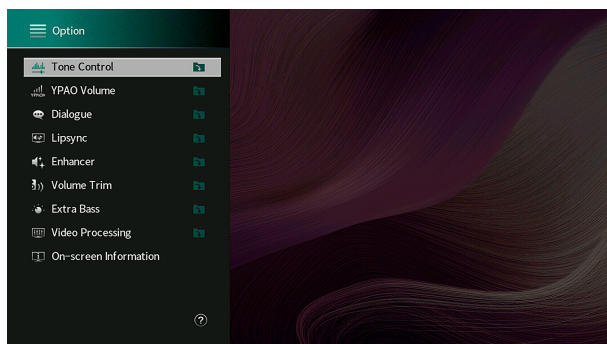 Option
Tone Control
YPAO Volume
Dialogue
Lipsync
Enhancer
Volume Trim
Extra Bass
Video Processing
On-screen Information
?